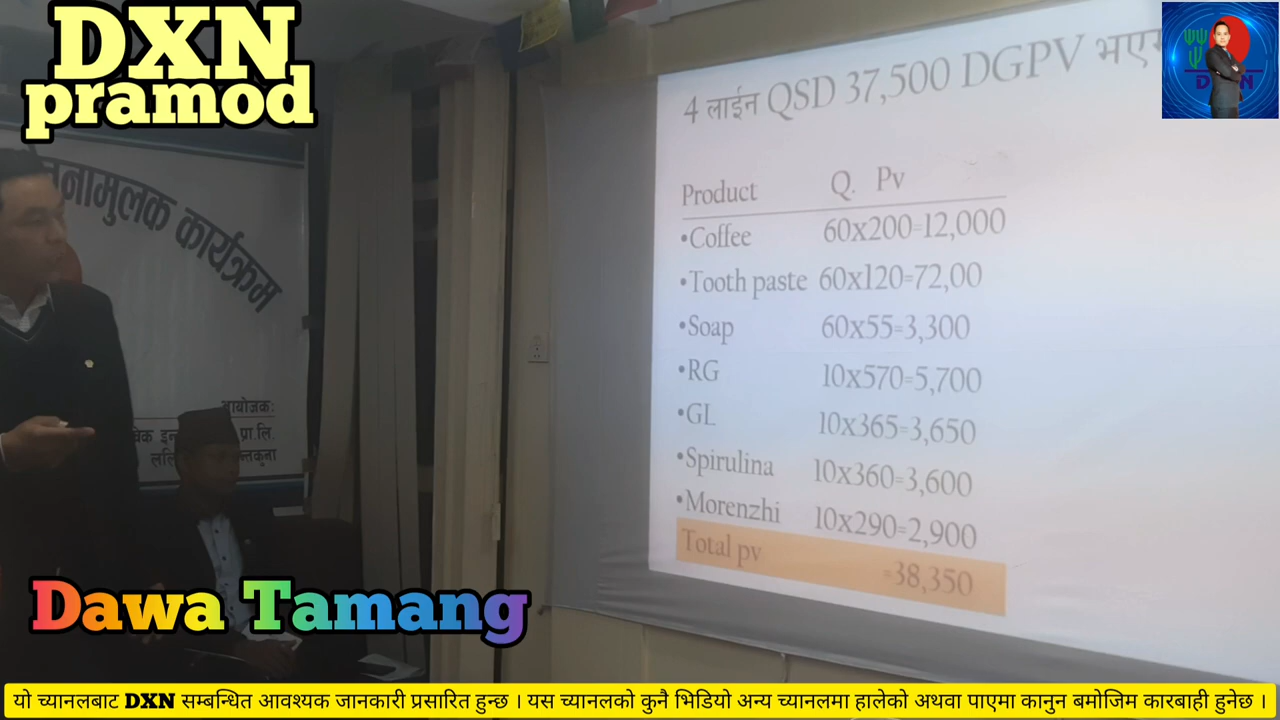 DXN
pramod
4 लाईन QSD 37,500 DGPV
Product Q. Pv
•Coffee 60x200=12,000
•Tooth paste 60x120=72,00
•Soap 60x55=3,300
•RG 10x570=5,700
•GL 10x365=3,650
•Spirulina 10x360=3,600
•Morenzhi 10x290=2,900
Total pv =38,350
कार्यक्रम
प्रा.लि.
Dawa Tamang
यो च्यानलबाट DXN सम्बन्धित आवश्यक जानकारी प्रसारित हुन्छ । यस च्यानलको कुनै भिडियो अन्य च्यानलमा हालेको अथवा पाएमा कानुन बमोजिम कारबाही हुनेछ ।